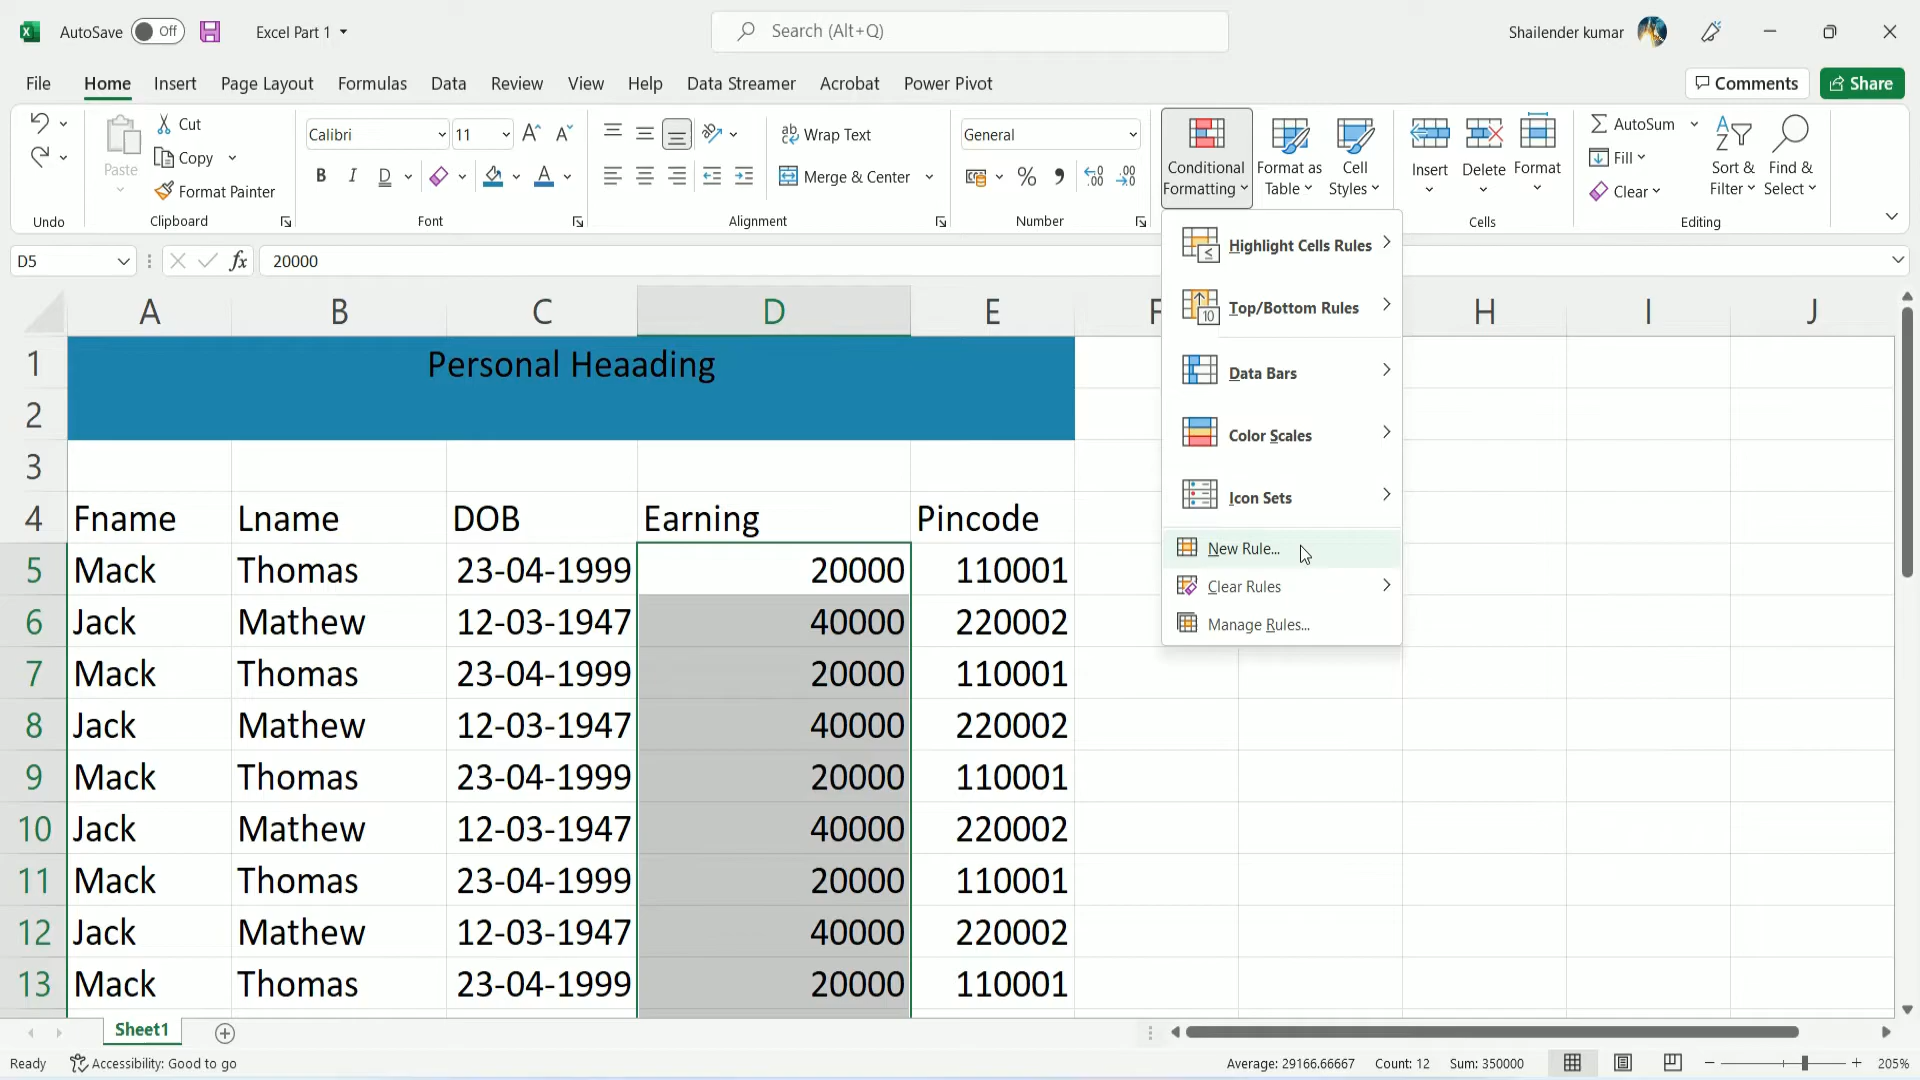 AutoSave Off Excel Part 1 Search (Alt+Q) Shailender kumar
File Home Insert Page Layout Formulas Data Review View Help Data Streamer Acrobat Power Pivot Comments Share
Cut
Copy
Format Painter
Paste
Undo Clipboard
Calibri 11
B I D A
Font
Wrap Text
Merge & Center
Alignment
General
%
Number
Conditional Formatting
Format as Table
Cell Styles
Insert Delete Format
Cells
AutoSum
Fill
Clear
Sort & Filter
Find & Select
Editing
D5 fx 20000
Highlight Cells Rules
Top/Bottom Rules
Data Bars
Color Scales
Icon Sets
New Rule...
Clear Rules
Manage Rules...
A B C D E F H I J
1 Personal Heaading
2
3
4 Fname Lname DOB Earning Pincode
5 Mack Thomas 23-04-1999 20000 110001
6 Jack Mathew 12-03-1947 40000 220002
7 Mack Thomas 23-04-1999 20000 110001
8 Jack Mathew 12-03-1947 40000 220002
9 Mack Thomas 23-04-1999 20000 110001
10 Jack Mathew 12-03-1947 40000 220002
11 Mack Thomas 23-04-1999 20000 110001
12 Jack Mathew 12-03-1947 40000 220002
13 Mack Thomas 23-04-1999 20000 110001
Sheet1
Ready Accessibility: Good to go Average: 29166.66667 Count: 12 Sum: 350000 205%